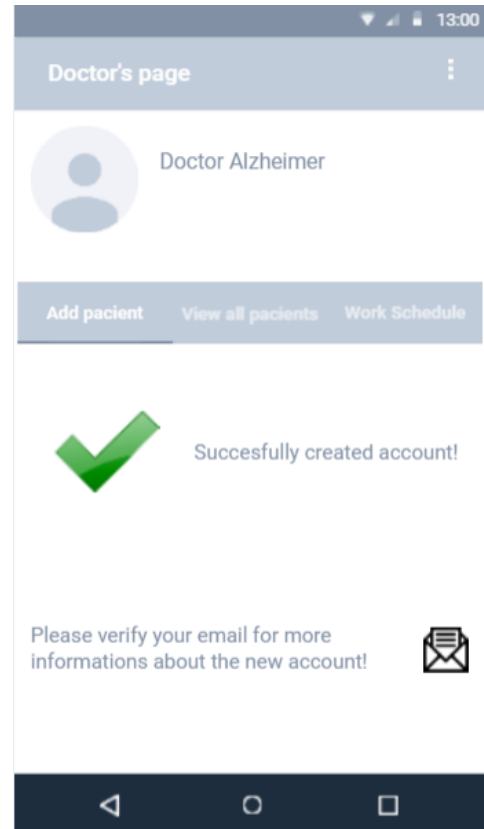 13:00
Doctor's page
Doctor Alzheimer
Add pacient View all pacients Work Schedule
Succesfully created account!
Please verify your email for more
informations about the new account!